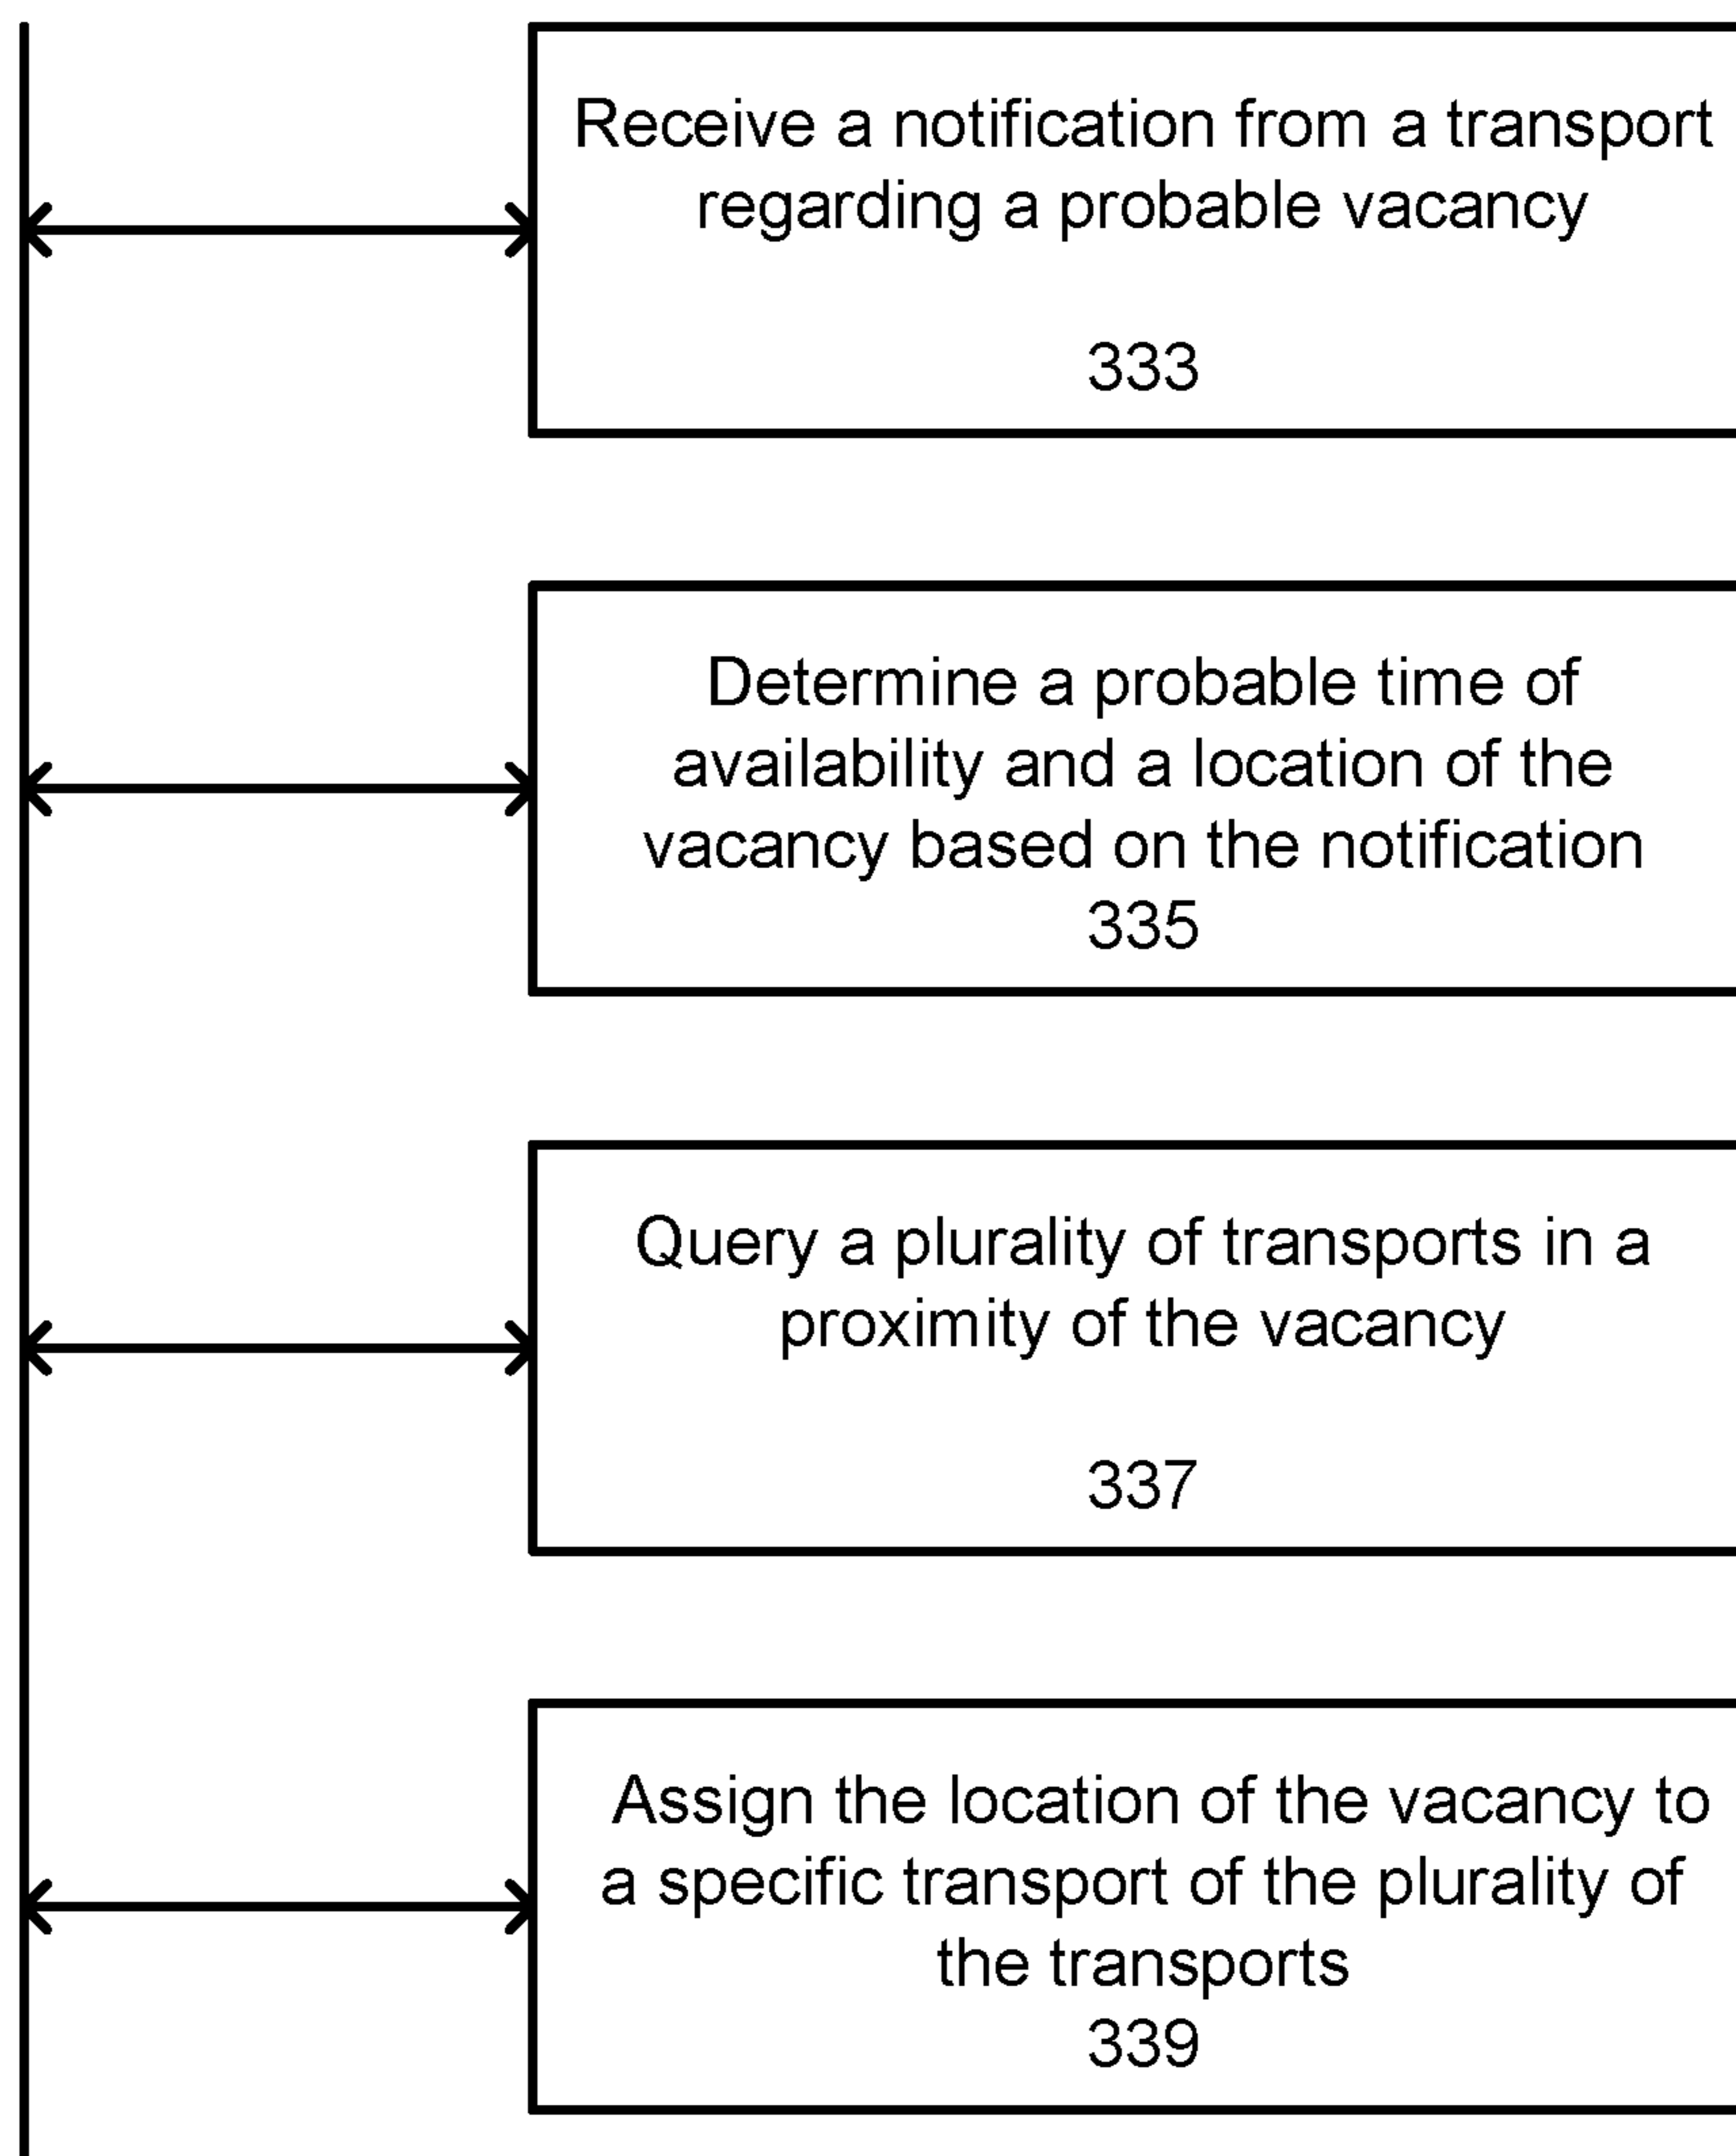 Receive a notification from a transport
regarding a probable vacancy
333
Determine a probable time of
availability and a location of the
vacancy based on the notification
335
Query a plurality of transports in a
proximity of the vacancy
337
Assign the location of the vacancy to
a specific transport of the plurality of
the transports
339